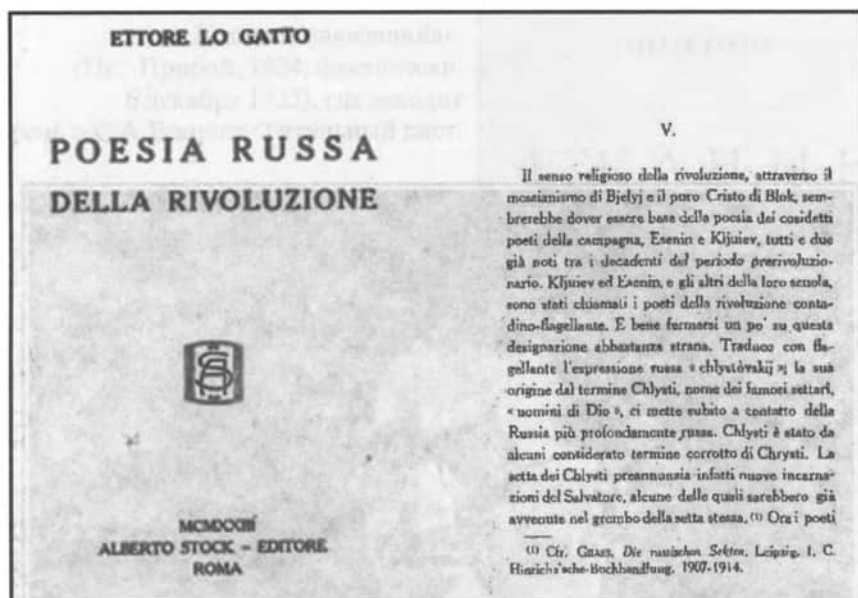 ETTORE LO GATTO
POESIA RUSSA
DELLA RIVOLUZIONE
MCMXXIII
ALBERTO STOCK – EDITORE
ROMA
V.
Il senso religioso della rivoluzione, attraverso il
messianismo di Bjelyj e il puro Cristo di Blok, sem-
brerebbe dover essere base della poesia dei cosidetti
poeti della campagna, Esenin e Kljuiev, tutti e due
già noti tra i decadenti del periodo prerivoluzio-
nario. Kljuiev ed Esenin, e gli altri della loro scuola,
sono stati chiamati i poeti della rivoluzione conta-
dino-flagellante. E bene fermarsi un po' su questa
designazione abbastanza strana. Traduco con fla-
gellante l'espressione russa « chlystòvskij »; la sua
origine dal termine Chlysti, nome dei famosi settari,
« uomini di Dio », ci mette subito a contatto della
Russia più profondamente russa. Chlysti è stato da
alcuni considerato termine corrotto di Chrysti. La
setta dei Chlysti preannonzia infatti nuove incarna-
zioni del Salvatore, alcune delle quali sarebbero già
avvenute nel grembo della setta stessa. (1) Ora i poeti
(1) Cfr. GRASS, Die russischen Sekten, Leipzig, I. C.
Hinrichs'sche-Buchhandlung. 1907-1914.